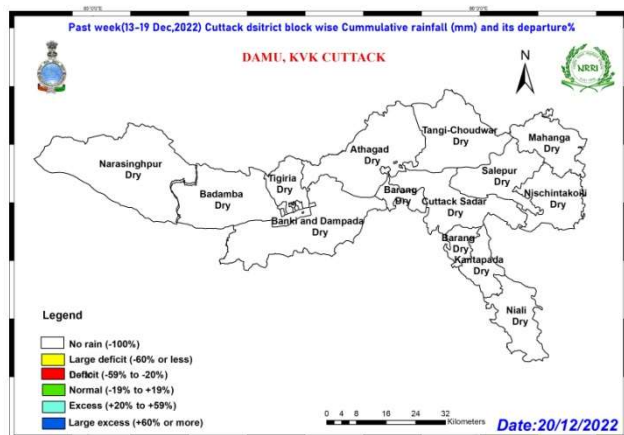 Past week(13-19 Dec,2022) Cuttack dsitrict block wise Cummulative rainfall (mm) and its departure%
DAMU, KVK CUTTACK
N
NRRI
Tangi-Choudwar
Dry
Mahanga
Dry
Athagad
Dry
Narasinghpur
Dry
Salepur
Dry
Tigiria
Dry
Badamba
Dry
Barang
Dry
Cuttack Sadar
Dry
Nischintakoili
Dry
Banki and Dampada
Dry
Barang
Dry
Kantapada
Dry
Niali
Dry
Legend
No rain (-100%)
Large deficit (-60% or less)
Deficit (-59% to -20%)
Normal (-19% to +19%)
Excess (+20% to +59%)
Large excess (+60% or more)
0 4 8 16 24 32
Kilometers
Date:20/12/2022